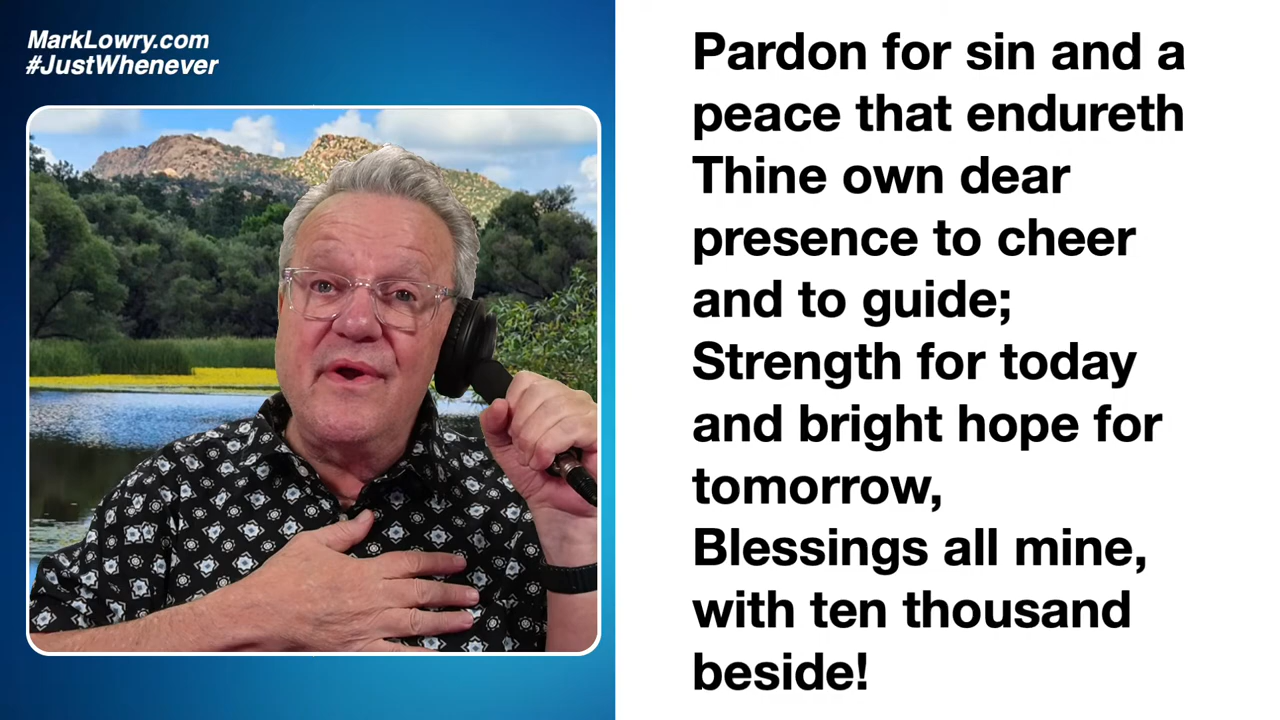 MarkLowry.com
#JustWhenever
Pardon for sin and a
peace that endureth
Thine own dear
presence to cheer
and to guide;
Strength for today
and bright hope for
tomorrow,
Blessings all mine,
with ten thousand
beside!